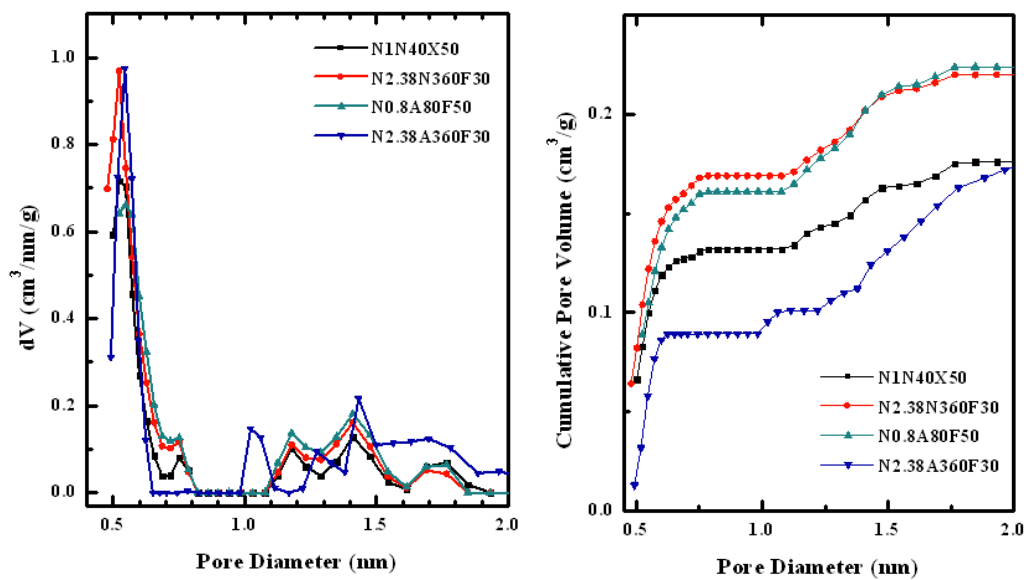 1.0
0.8
0.6
0.4
0.2
0.0
dV (cm³/nm/g)
N1N40X50
N2.38N360F30
N0.8A80F50
N2.38A360F30
0.5
1.0
1.5
2.0
Pore Diameter (nm)
0.2
0.1
0.0
Cumulative Pore Volume (cm³/g)
N1N40X50
N2.38N360F30
N0.8A80F50
N2.38A360F30
0.5
1.0
1.5
2.0
Pore Diameter (nm)